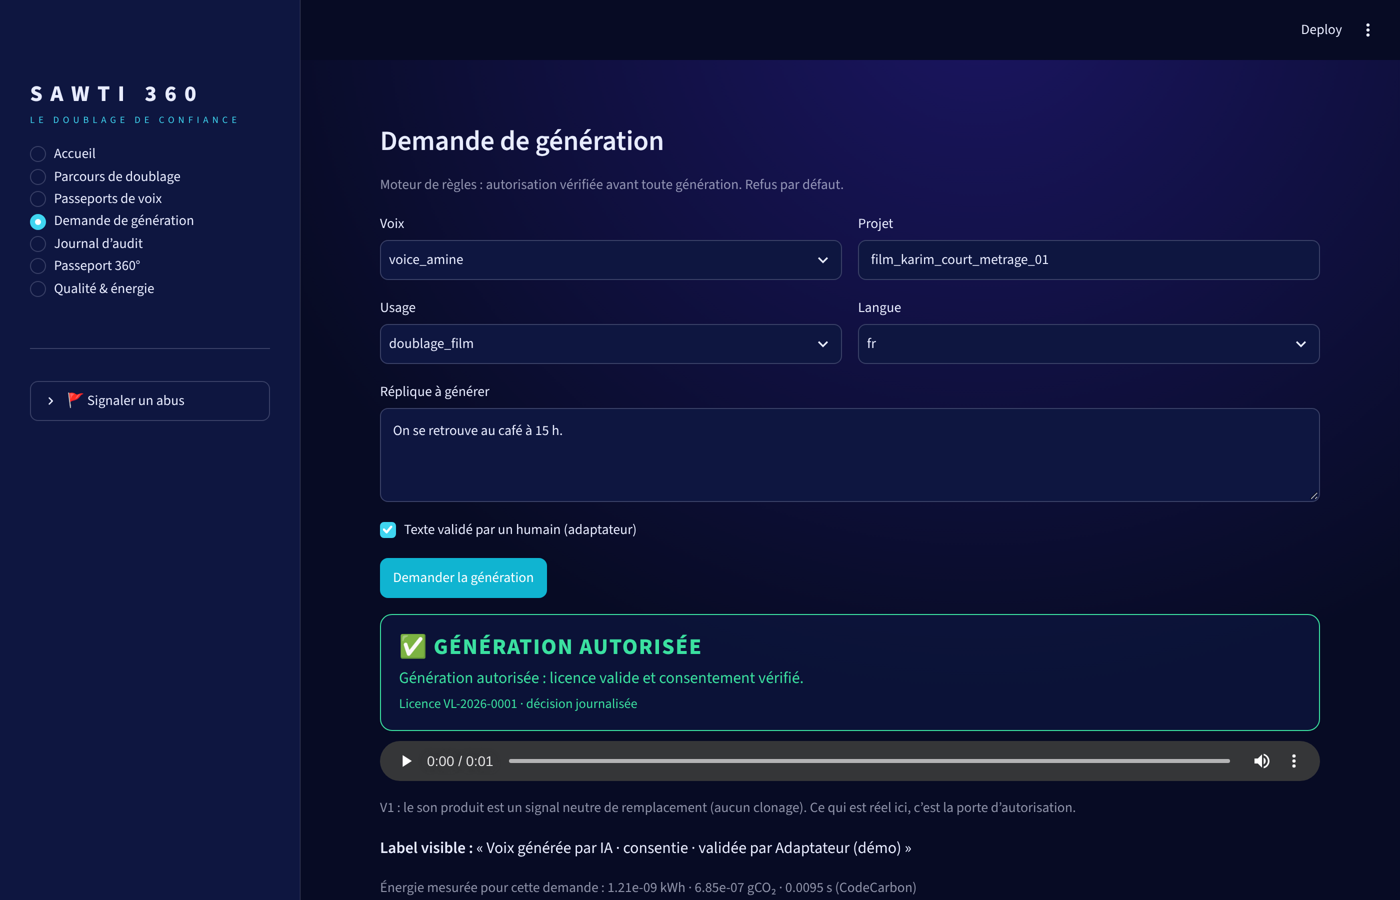 Deploy
SAWTI 360
LE DOUBLAGE DE CONFIANCE
Accueil
Parcours de doublage
Passeports de voix
Demande de génération
Journal d’audit
Passeport 360°
Qualité & énergie
🚩 Signaler un abus
Demande de génération
Moteur de règles : autorisation vérifiée avant toute génération. Refus par défaut.
Voix
Projet
voice_amine
film_karim_court_metrage_01
Usage
Langue
doublage_film
fr
Réplique à générer
On se retrouve au café à 15 h.
Texte validé par un humain (adaptateur)
Demander la génération
✅ GÉNÉRATION AUTORISÉE
Génération autorisée : licence valide et consentement vérifié.
Licence VL-2026-0001 · décision journalisée
0:00 / 0:01
V1 : le son produit est un signal neutre de remplacement (aucun clonage). Ce qui est réel ici, c’est la porte d’autorisation.
Label visible : « Voix générée par IA · consentie · validée par Adaptateur (démo) »
Énergie mesurée pour cette demande : 1.21e-09 kWh · 6.85e-07 gCO₂ · 0.0095 s (CodeCarbon)